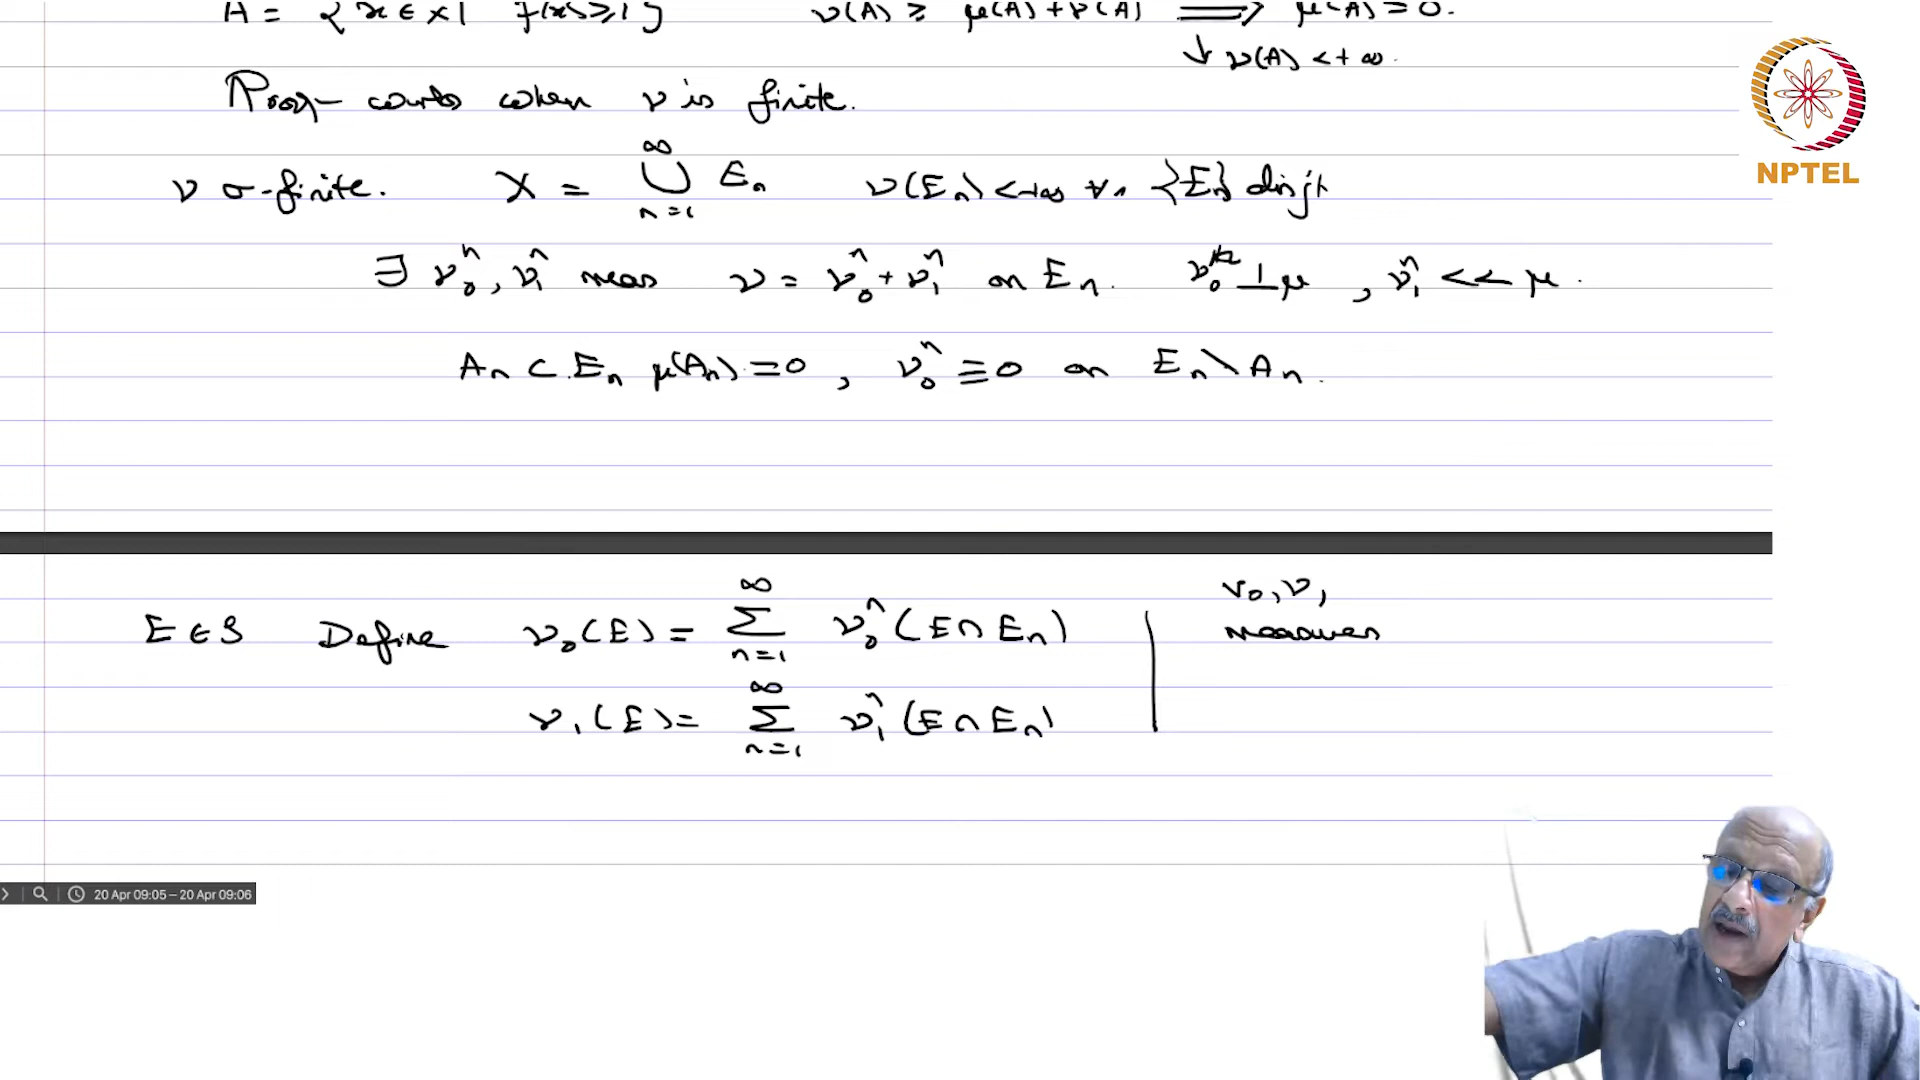 A = {x ∈ X | f(x) ≥ 1} ν(A) ≥ μ(A) + ν(A) ⟹ μ(A) = 0.
↓ ν(A) < +∞.
Proof works when ν is finite.
ν σ-finite. X = ∪_{n=1}^{∞} E_n ν(E_n) < +∞ ∀n {E_n} disjt
∃ ν_0^n, ν_1^n meas ν = ν_0^n + ν_1^n on E_n. ν_0^n ⊥ μ, ν_1^n << μ.
A_n ⊂ E_n μ(A_n) = 0, ν_0^n ≡ 0 on E_n \ A_n.
E ∈ S Define ν_0(E) = Σ_{n=1}^{∞} ν_0^n(E ∩ E_n)
ν_1(E) = Σ_{n=1}^{∞} ν_1^n(E ∩ E_n)
ν_0, ν_1
measures
NPTEL
20 Apr 09:05 – 20 Apr 09:06